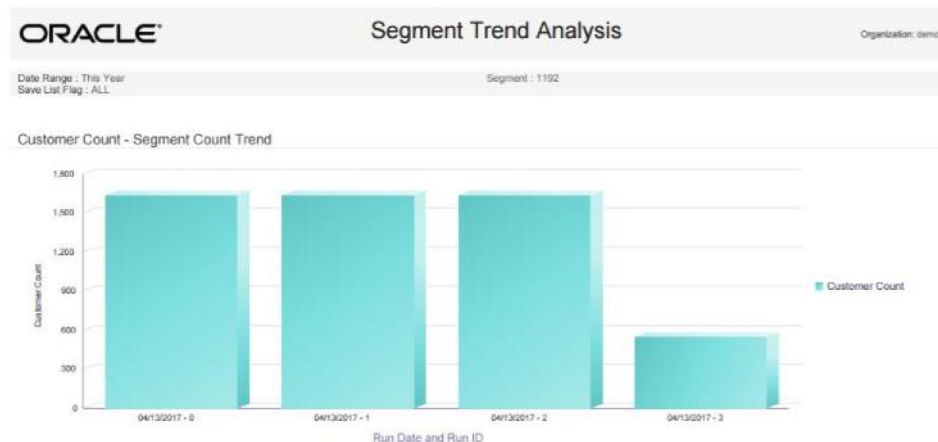 ORACLE®
Segment Trend Analysis
Organization: demo
Date Range : This Year
Segment : 1192
Save List Flag : ALL
Customer Count - Segment Count Trend
1,800
1,500
1,200
900
600
300
0
Customer Count
04/13/2017 - 0
04/13/2017 - 1
04/13/2017 - 2
04/13/2017 - 3
Run Date and Run ID
Customer Count